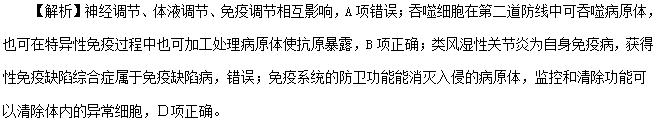 【解析】神经调节、体液调节、免疫调节相互影响，A 项错误；吞噬细胞在第二道防线中可吞噬病原体，
也可在特异性免疫过程中也可加工处理病原体使抗原暴露，B 项正确；类风湿性关节炎为自身免疫病，获得
性免疫缺陷综合症属于免疫缺陷病，错误；免疫系统的防卫功能能消灭入侵的病原体，监控和清除功能可
以清除体内的异常细胞，D项正确。